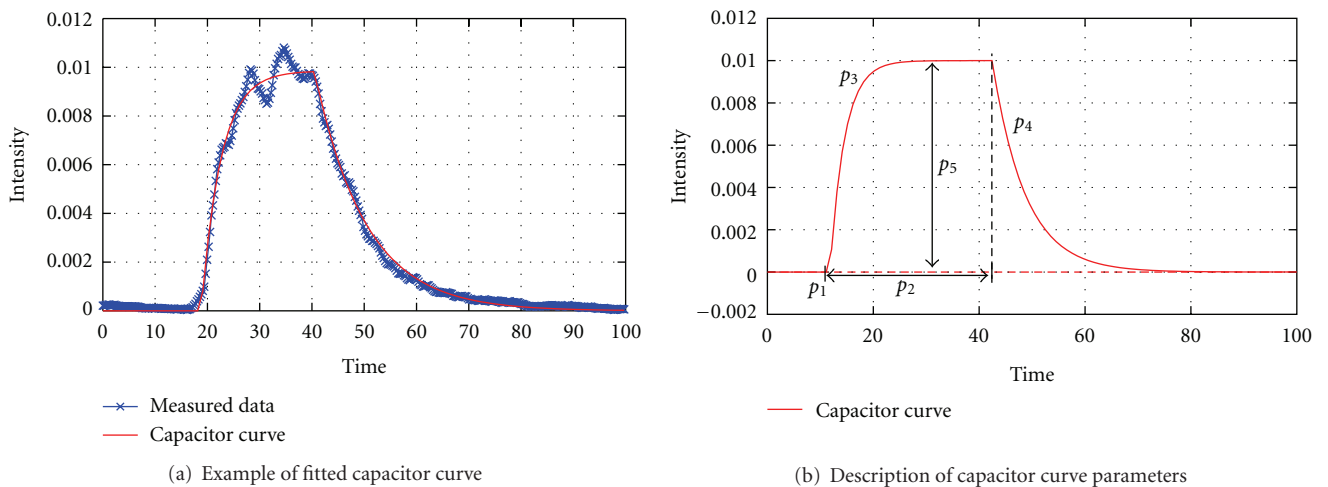 0.012
0.01
0.008
0.006
0.004
0.002
0
Intensity
0 10 20 30 40 50 60 70 80 90 100
Time
Measured data
Capacitor curve
(a) Example of fitted capacitor curve
0.012
0.01
0.008
0.006
0.004
0.002
0
−0.002
Intensity
p3
p4
p5
p1
p2
0 20 40 60 80 100
Time
Capacitor curve
(b) Description of capacitor curve parameters